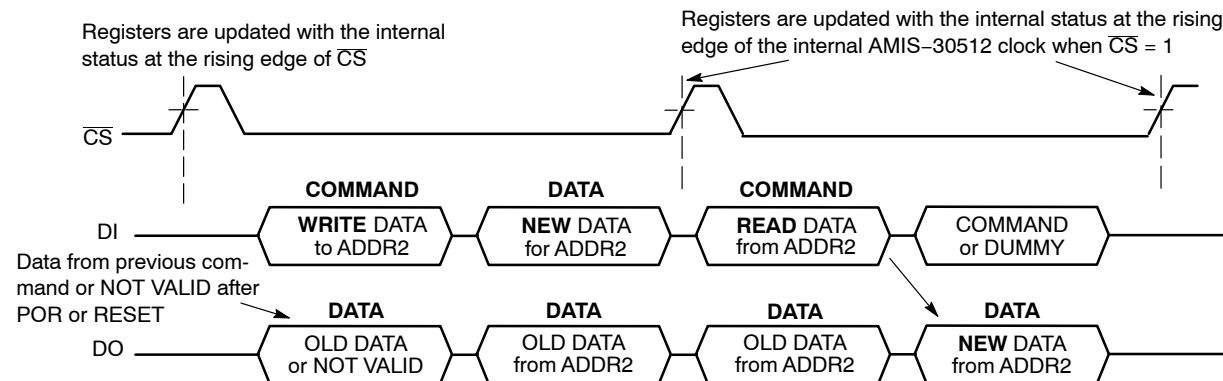 Registers are updated with the internal
status at the rising edge of C̅S̅
Registers are updated with the internal status at the rising
edge of the internal AMIS−30512 clock when C̅S̅ = 1
C̅S̅
COMMAND
DATA
COMMAND
DI
WRITE DATA
to ADDR2
NEW DATA
for ADDR2
READ DATA
from ADDR2
COMMAND
or DUMMY
Data from previous com-
mand or NOT VALID after
POR or RESET
DATA
DATA
DATA
DATA
DO
OLD DATA
or NOT VALID
OLD DATA
from ADDR2
OLD DATA
from ADDR2
NEW DATA
from ADDR2